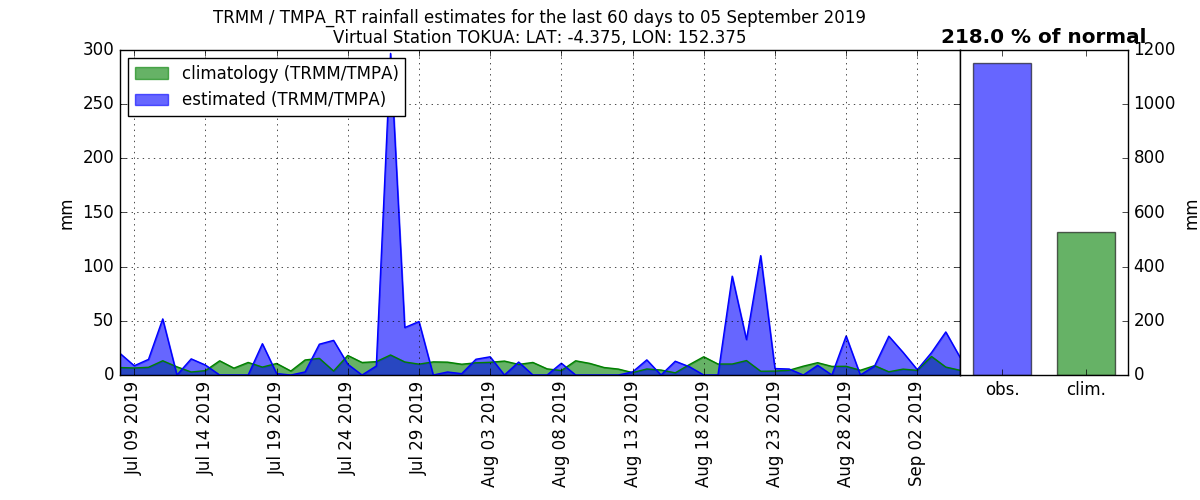 TRMM / TMPA_RT rainfall estimates for the last 60 days to 05 September 2019
Virtual Station TOKUA: LAT: -4.375, LON: 152.375
218.0 % of normal
climatology (TRMM/TMPA)
estimated (TRMM/TMPA)
300
250
200
150
100
50
0
mm
1200
1000
800
600
400
200
0
mm
Jul 09 2019
Jul 14 2019
Jul 19 2019
Jul 24 2019
Jul 29 2019
Aug 03 2019
Aug 08 2019
Aug 13 2019
Aug 18 2019
Aug 23 2019
Aug 28 2019
Sep 02 2019
obs.
clim.